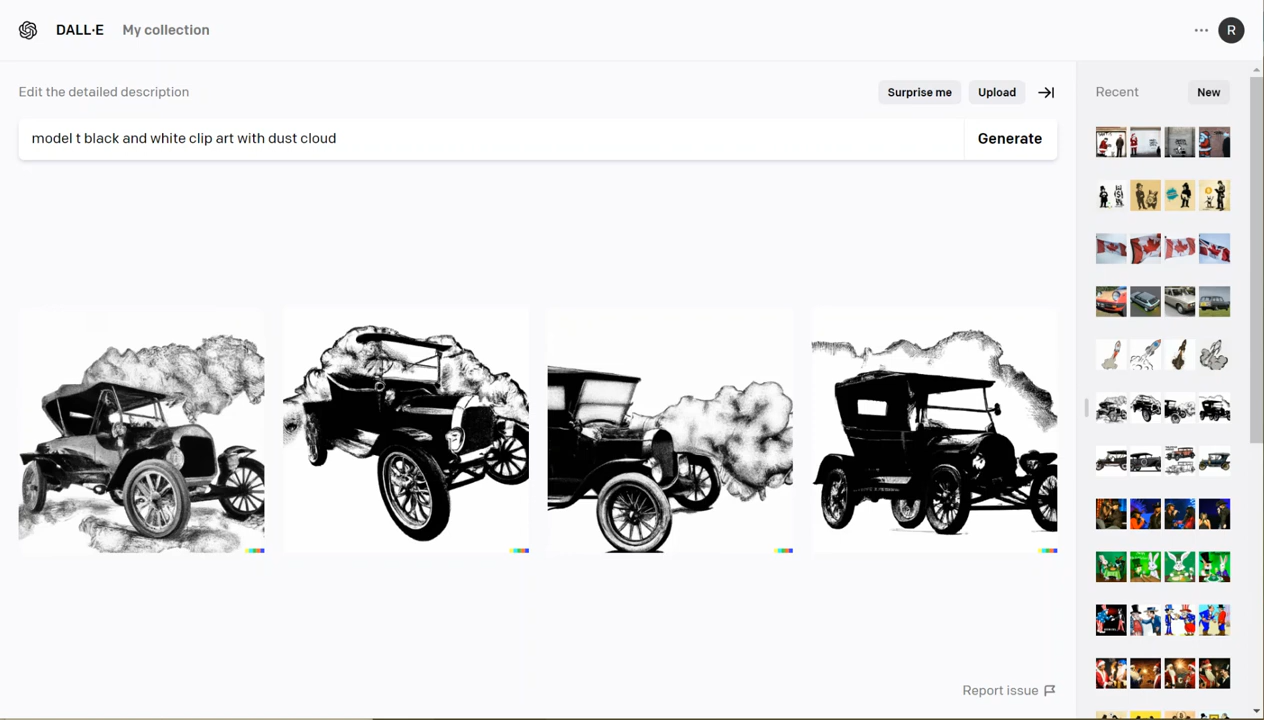 DALL·E My collection ··· R
Edit the detailed description Surprise me Upload Recent New
model t black and white clip art with dust cloud Generate
Report issue